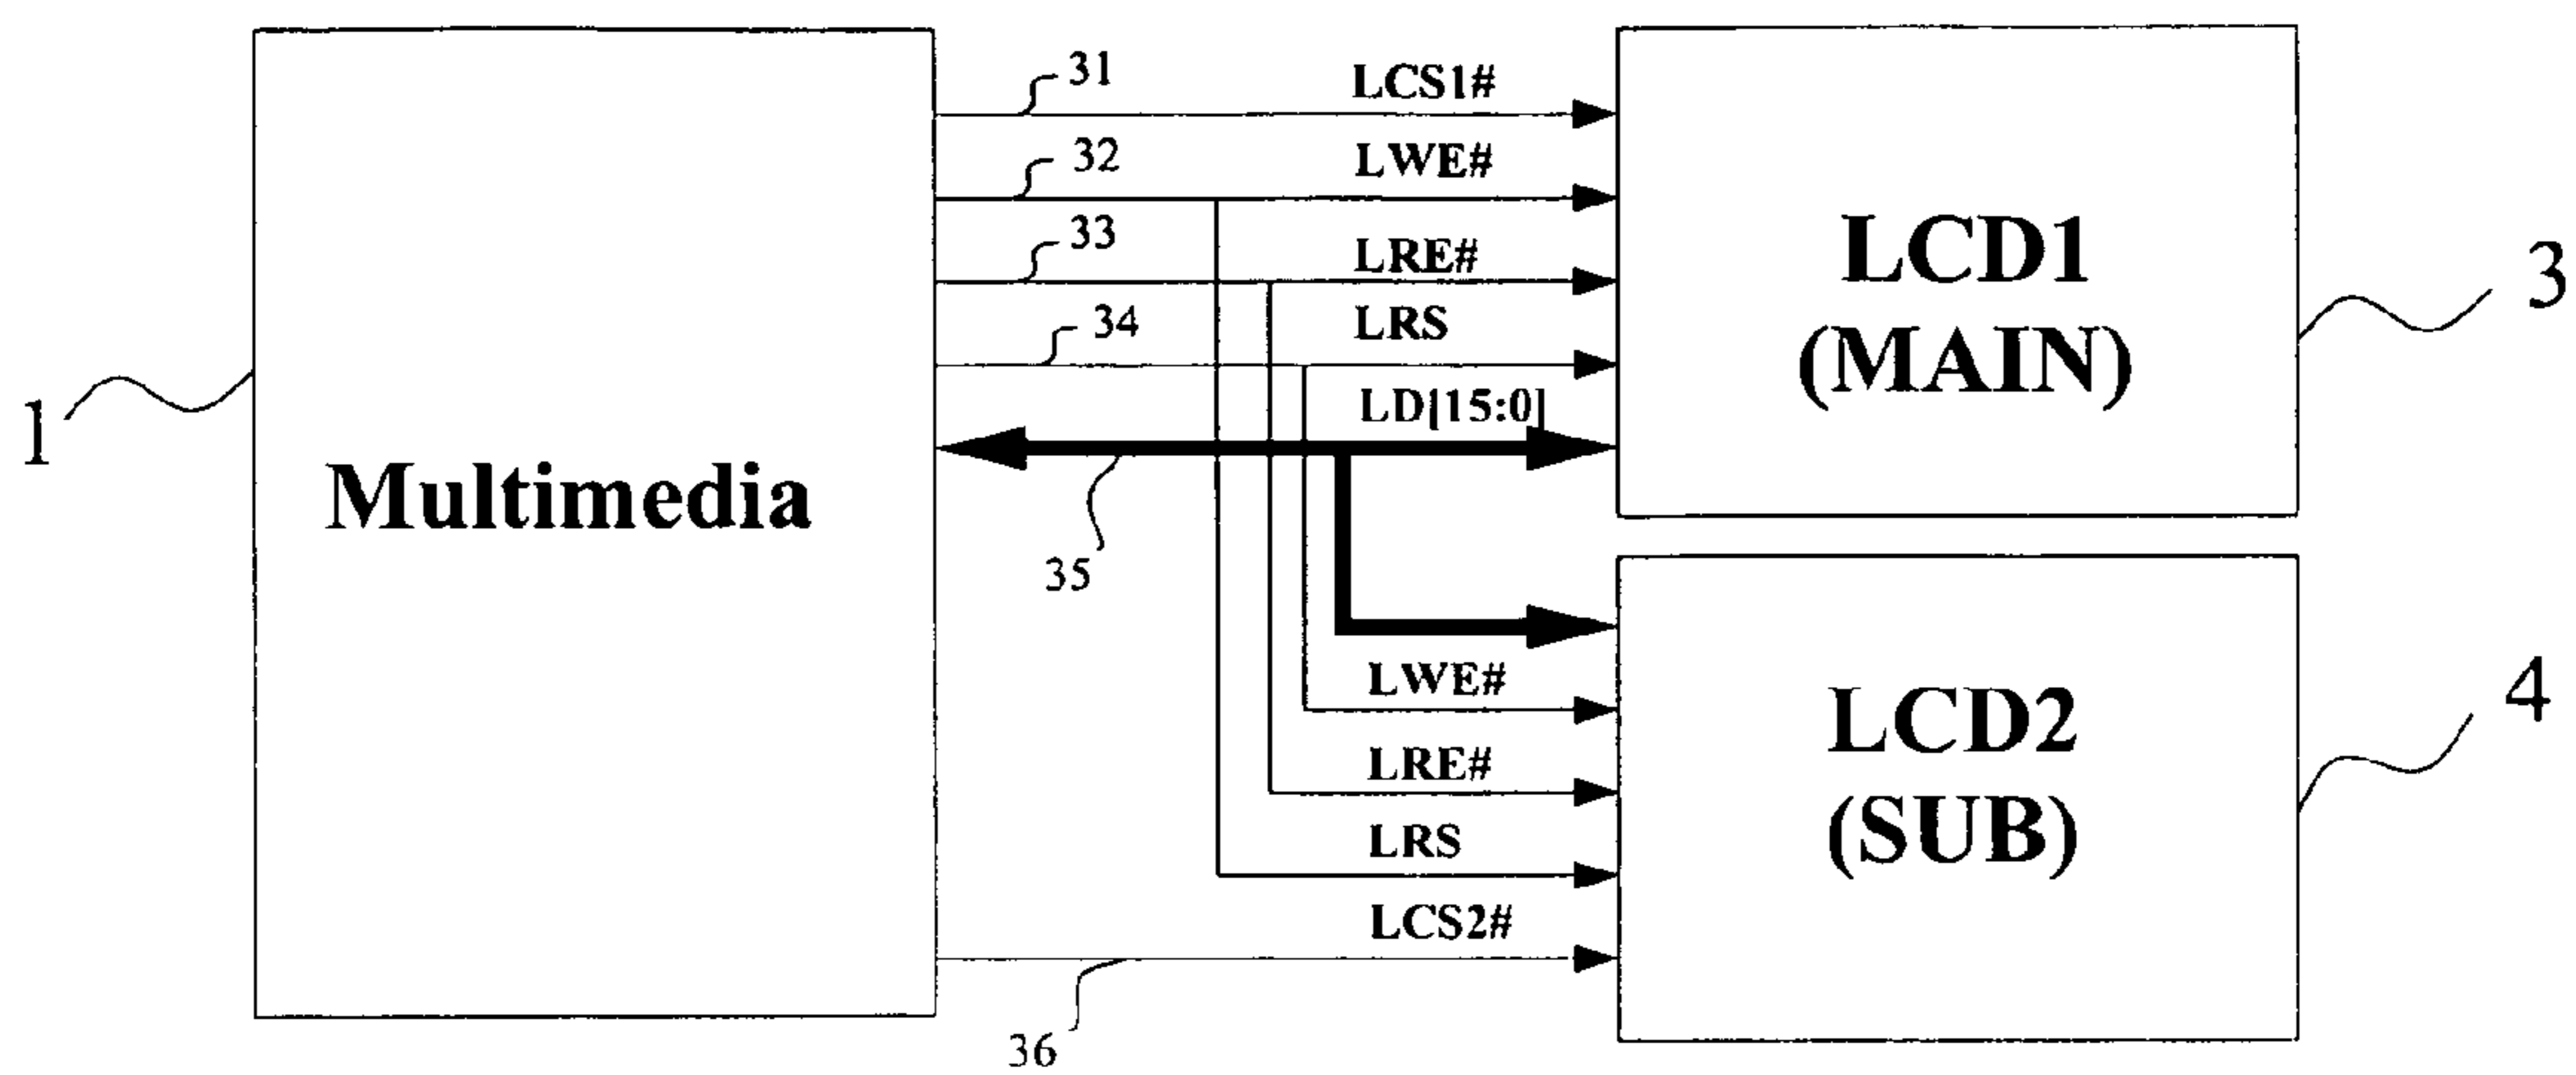 31
LCS1#
32
LWE#
33
LRE#
34
LRS
LD[15:0]
35
1
Multimedia
LCD1
(MAIN)
3
LWE#
LRE#
LRS
LCS2#
36
LCD2
(SUB)
4